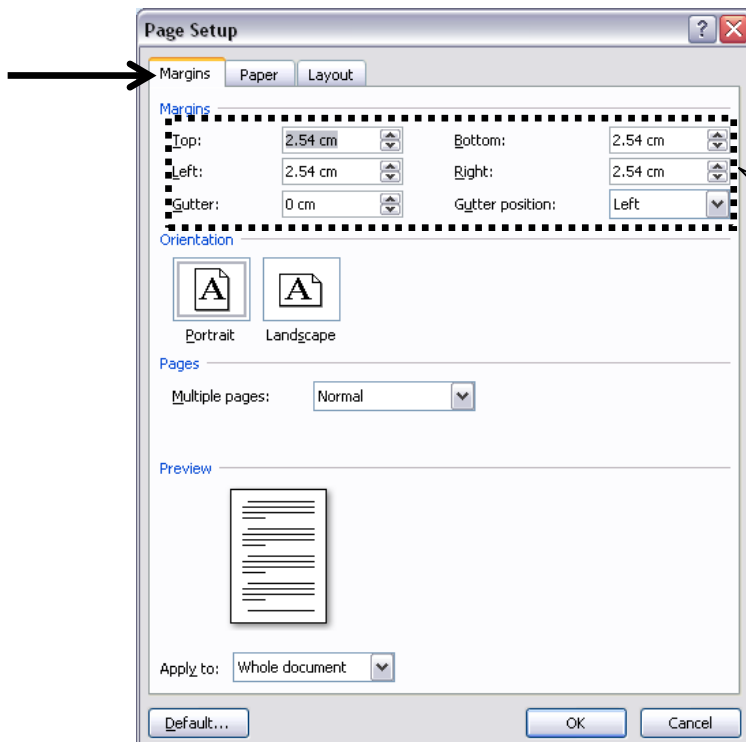 Page Setup
Margins Paper Layout
Margins
Top: 2.54 cm Bottom: 2.54 cm
Left: 2.54 cm Right: 2.54 cm
Gutter: 0 cm Gutter position: Left
Orientation
A A
Portrait Landscape
Pages
Multiple pages: Normal
Preview
Apply to: Whole document
Default... OK Cancel